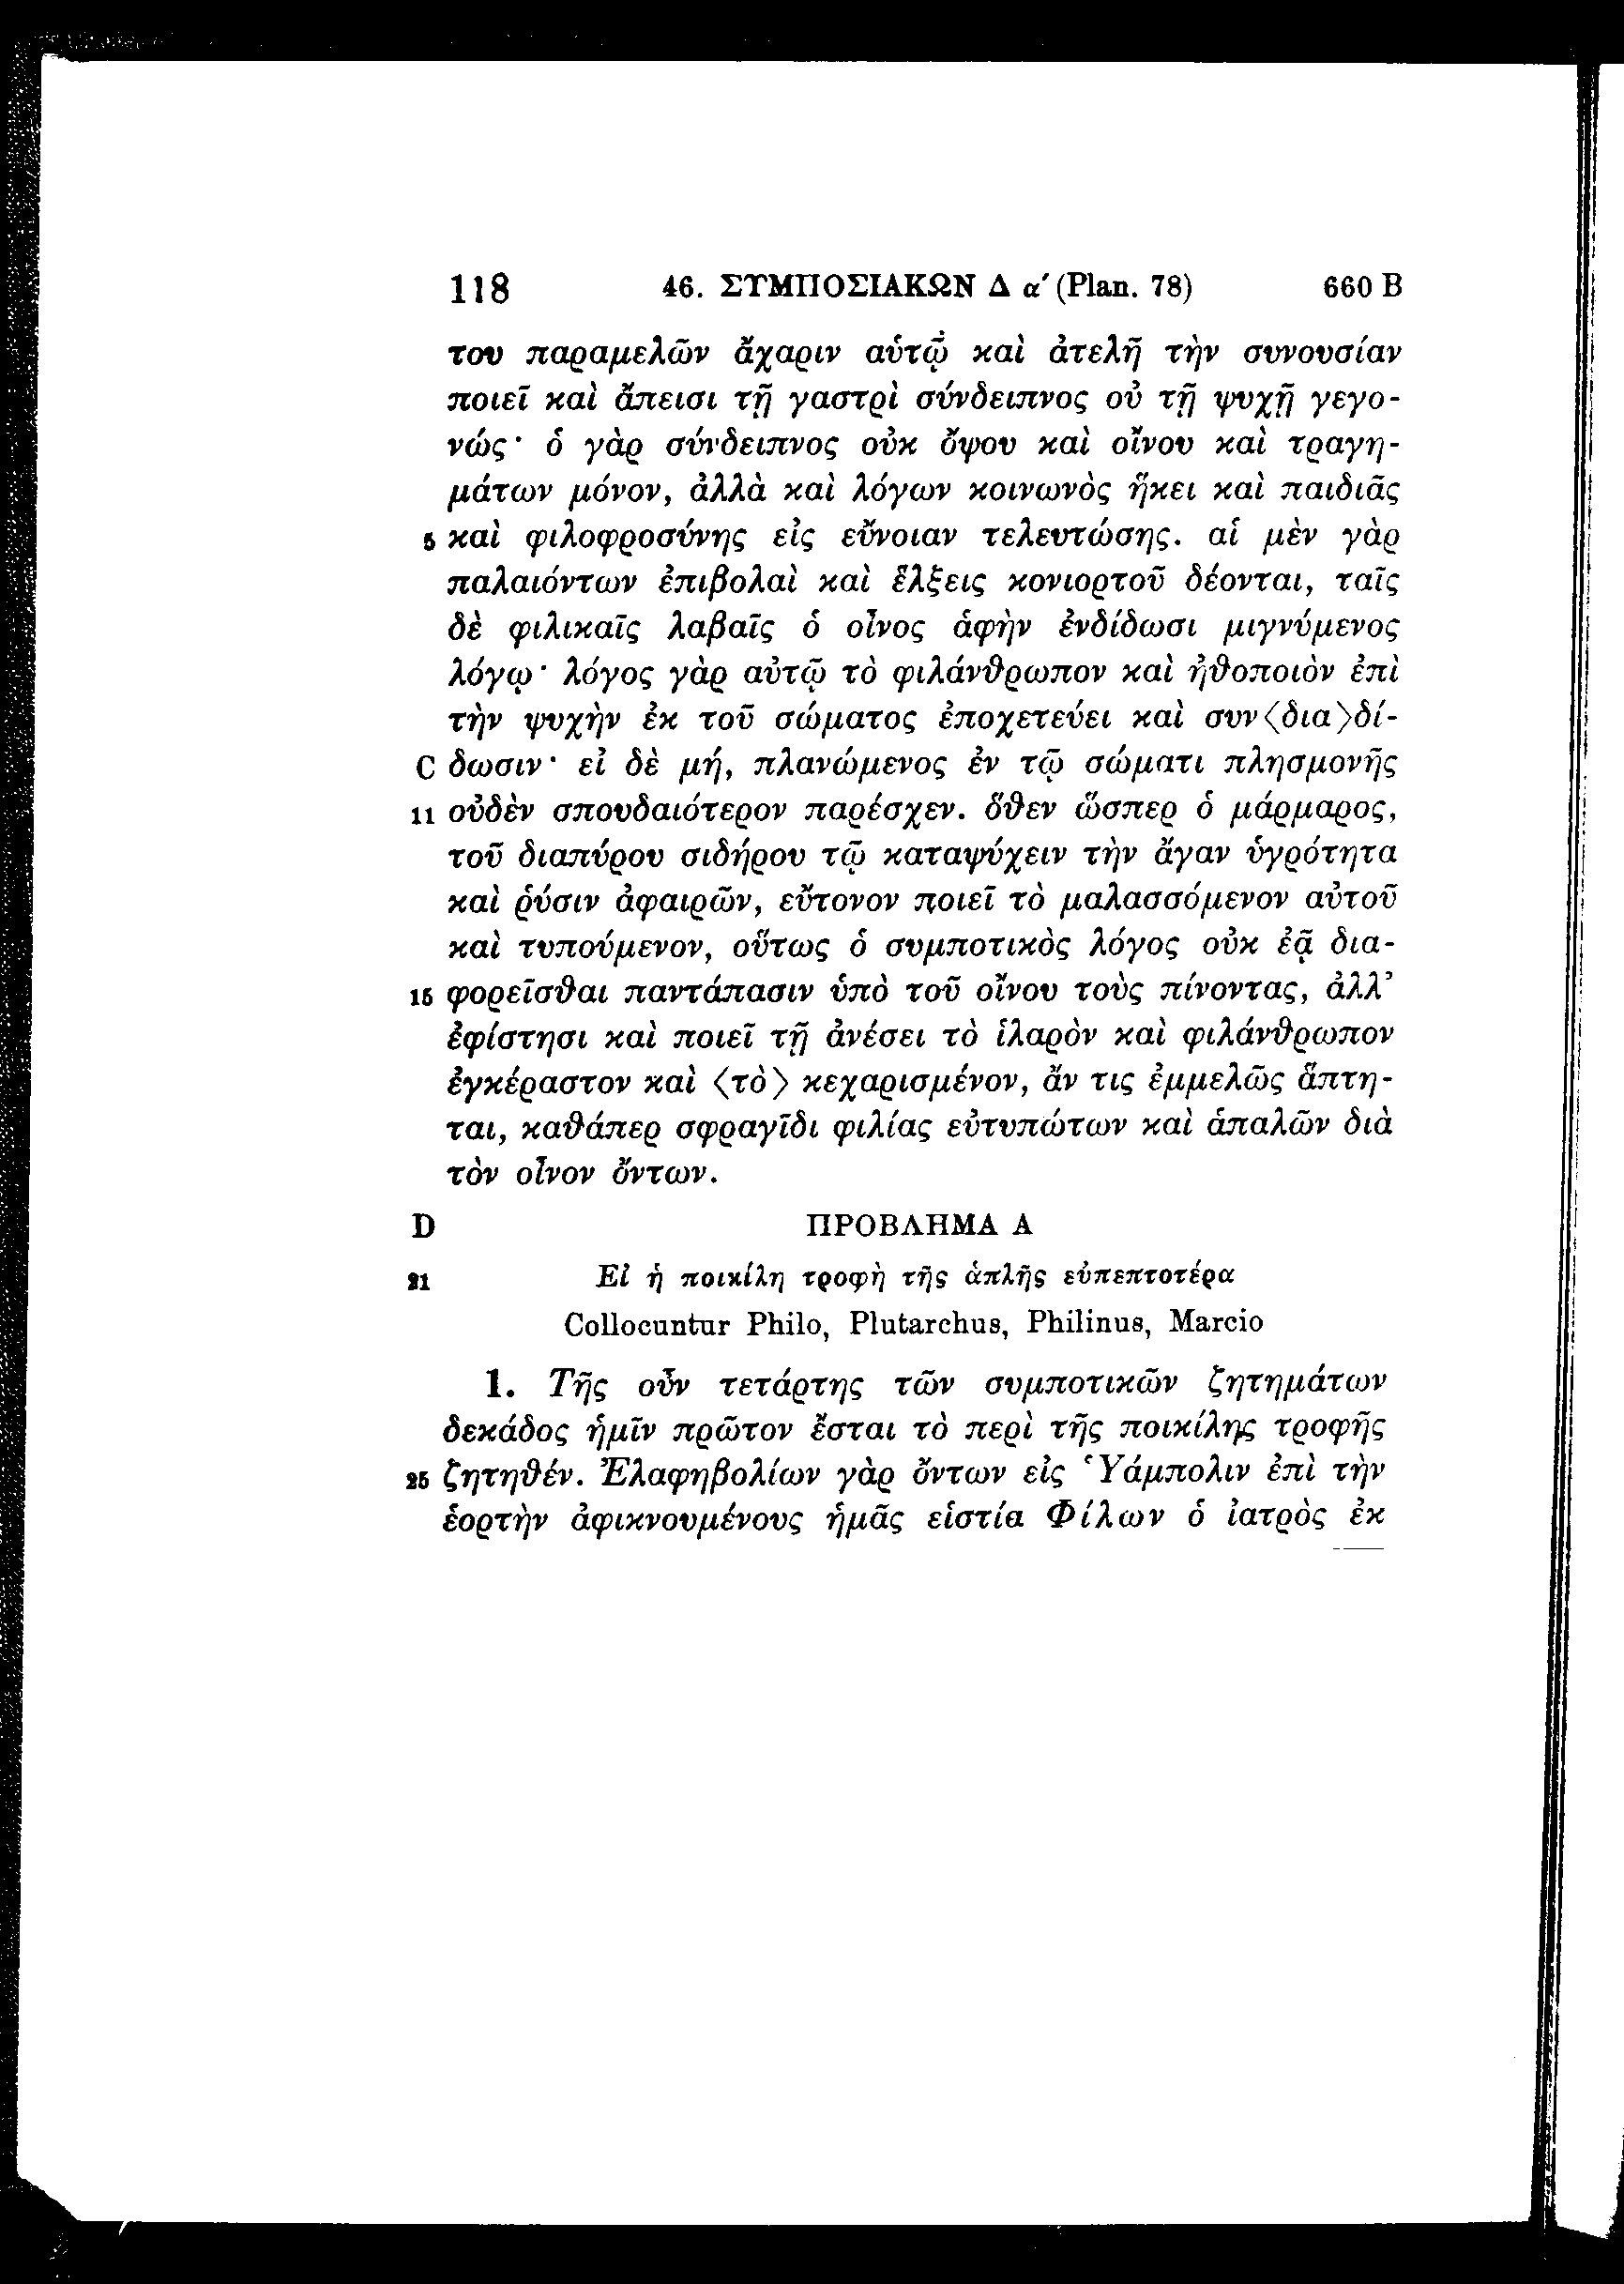 118 46. ΣΥΜΠΟΣΙΑΚΩΝ Δ α′ (Plan. 78) 660 B
του παραμελῶν ἄχαριν αὑτῷ καὶ ἀτελῆ τὴν συνουσίαν
ποιεῖ καὶ ἄπεισι τῇ γαστρὶ σύνδειπνος οὐ τῇ ψυχῇ γεγο-
νώς· ὁ γὰρ σύνδειπνος οὐκ ὄψου καὶ οἴνου καὶ τραγη-
μάτων μόνον, ἀλλὰ καὶ λόγων κοινωνὸς ἥκει καὶ παιδιᾶς
5 καὶ φιλοφροσύνης εἰς εὔνοιαν τελευτώσης. αἱ μὲν γὰρ
παλαιόντων ἐπιβολαὶ καὶ ἕλξεις κονιορτοῦ δέονται, ταῖς
δὲ φιλικαῖς λαβαῖς ὁ οἶνος ἁφὴν ἐνδίδωσι μιγνύμενος
λόγῳ· λόγος γὰρ αὐτῷ τὸ φιλάνθρωπον καὶ ἠθοποιὸν ἐπὶ
τὴν ψυχὴν ἐκ τοῦ σώματος ἐποχετεύει καὶ συν⟨δια⟩δί-
C δωσιν· εἰ δὲ μή, πλανώμενος ἐν τῷ σώματι πλησμονῆς
11 οὐδὲν σπουδαιότερον παρέσχεν. ὅθεν ὥσπερ ὁ μάρμαρος,
τοῦ διαπύρου σιδήρου τῷ καταψύχειν τὴν ἄγαν ὑγρότητα
καὶ ῥύσιν ἀφαιρῶν, εὔτονον ποιεῖ τὸ μαλασσόμενον αὐτοῦ
καὶ τυπούμενον, οὕτως ὁ συμποτικὸς λόγος οὐκ ἐᾷ δια-
15 φορεῖσθαι παντάπασιν ὑπὸ τοῦ οἴνου τοὺς πίνοντας, ἀλλ’
ἐφίστησι καὶ ποιεῖ τῇ ἀνέσει τὸ ἱλαρὸν καὶ φιλάνθρωπον
ἐγκέραστον καὶ ⟨τὸ⟩ κεχαρισμένον, ἄν τις ἐμμελῶς ἅπτη-
ται, καθάπερ σφραγῖδι φιλίας εὐτυπώτων καὶ ἁπαλῶν διὰ
τὸν οἶνον ὄντων.
D ΠΡΟΒΛΗΜΑ Α
21 Εἰ ἡ ποικίλη τροφὴ τῆς ἁπλῆς εὐπεπτοτέρα
Collocuntur Philo, Plutarchus, Philinus, Marcio
1. Τῆς οὖν τετάρτης τῶν συμποτικῶν ζητημάτων
δεκάδος ἡμῖν πρῶτον ἔσται τὸ περὶ τῆς ποικίλης τροφῆς
25 ζητηθέν. Ἐλαφηβολίων γὰρ ὄντων εἰς Ὑάμπολιν ἐπὶ τὴν
ἑορτὴν ἀφικνουμένους ἡμᾶς εἱστία Φίλων ὁ ἰατρὸς ἐκ